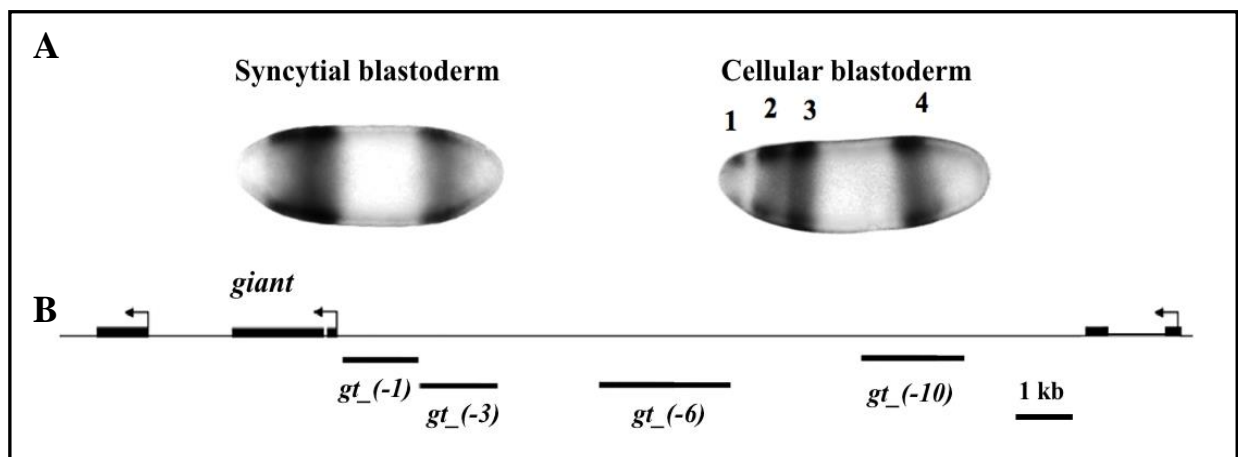 A
Syncytial blastoderm
Cellular blastoderm
1 2 3 4
giant
B
gt_(-1)
gt_(-3)
gt_(-6)
gt_(-10)
1 kb